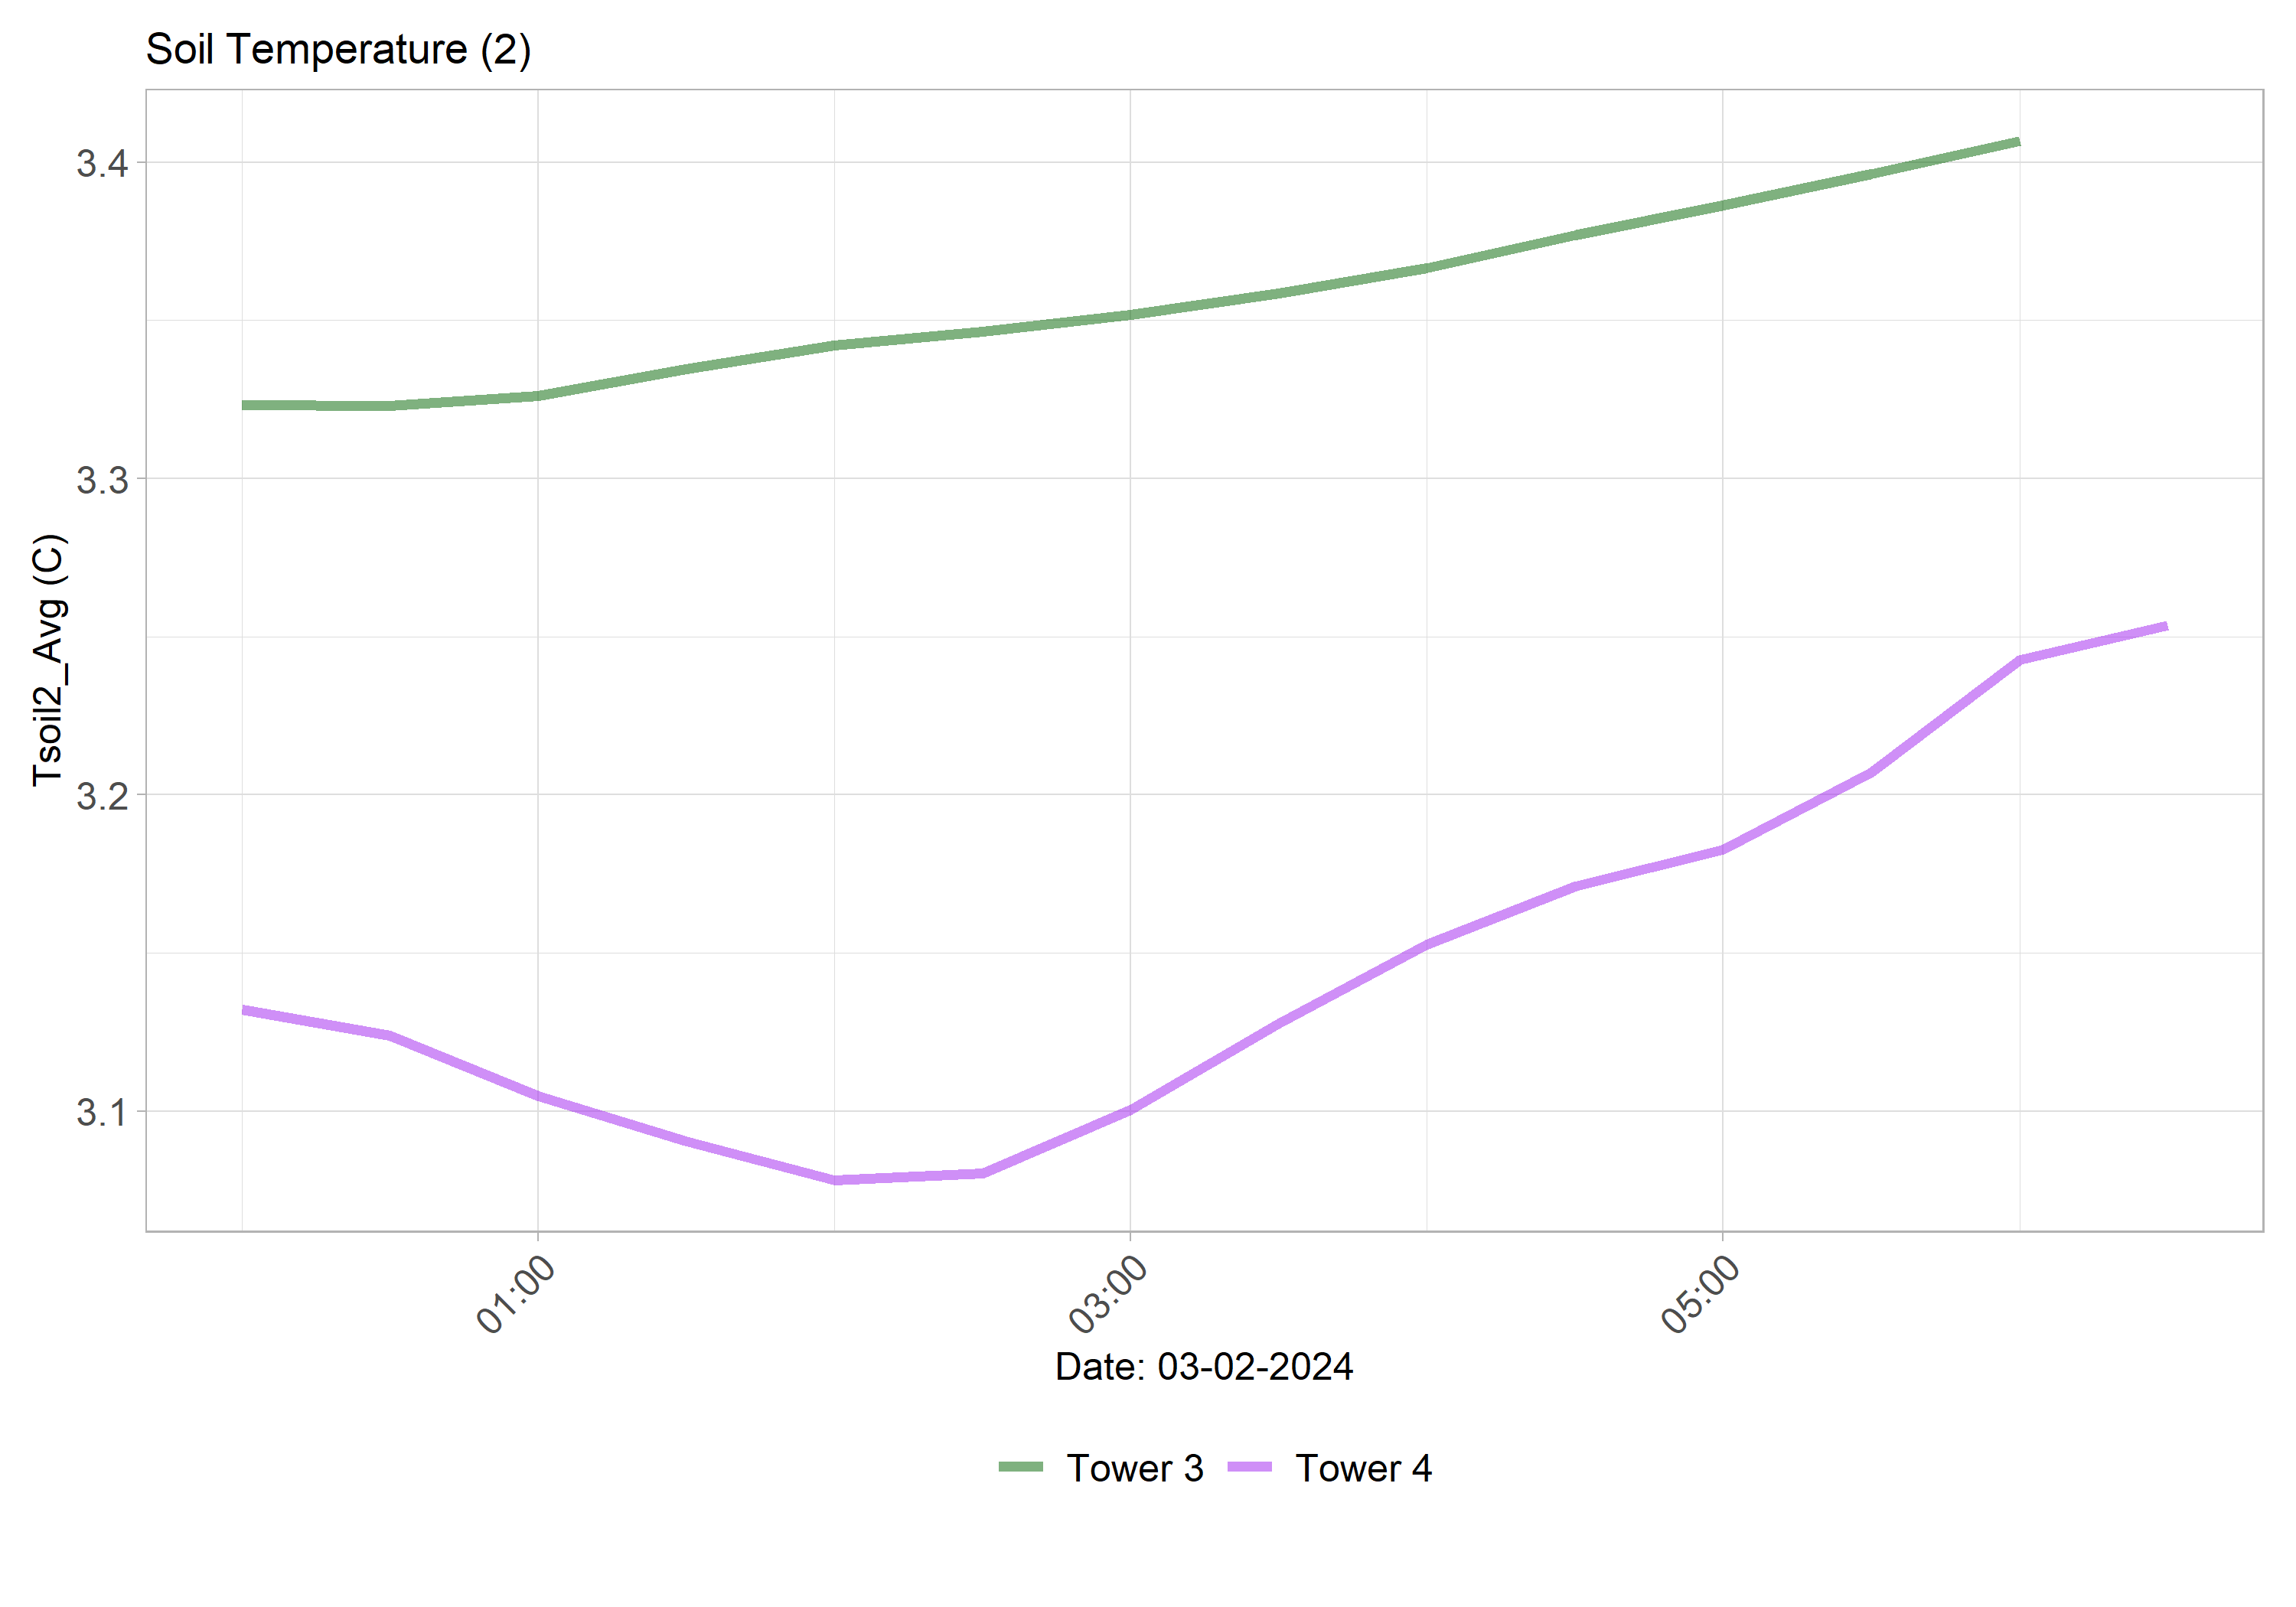 Soil Temperature (2)
Tsoil2_Avg (C)
3.4
3.3
3.2
3.1
01:00
03:00
05:00
Date: 03-02-2024
Tower 3
Tower 4